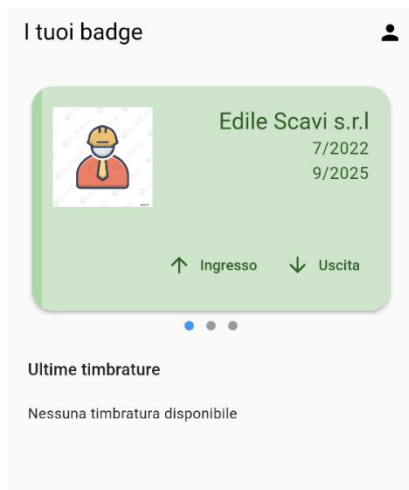 I tuoi badge
Edile Scavi s.r.l
7/2022
9/2025
Ingresso
Uscita
Ultime timbrature
Nessuna timbratura disponibile